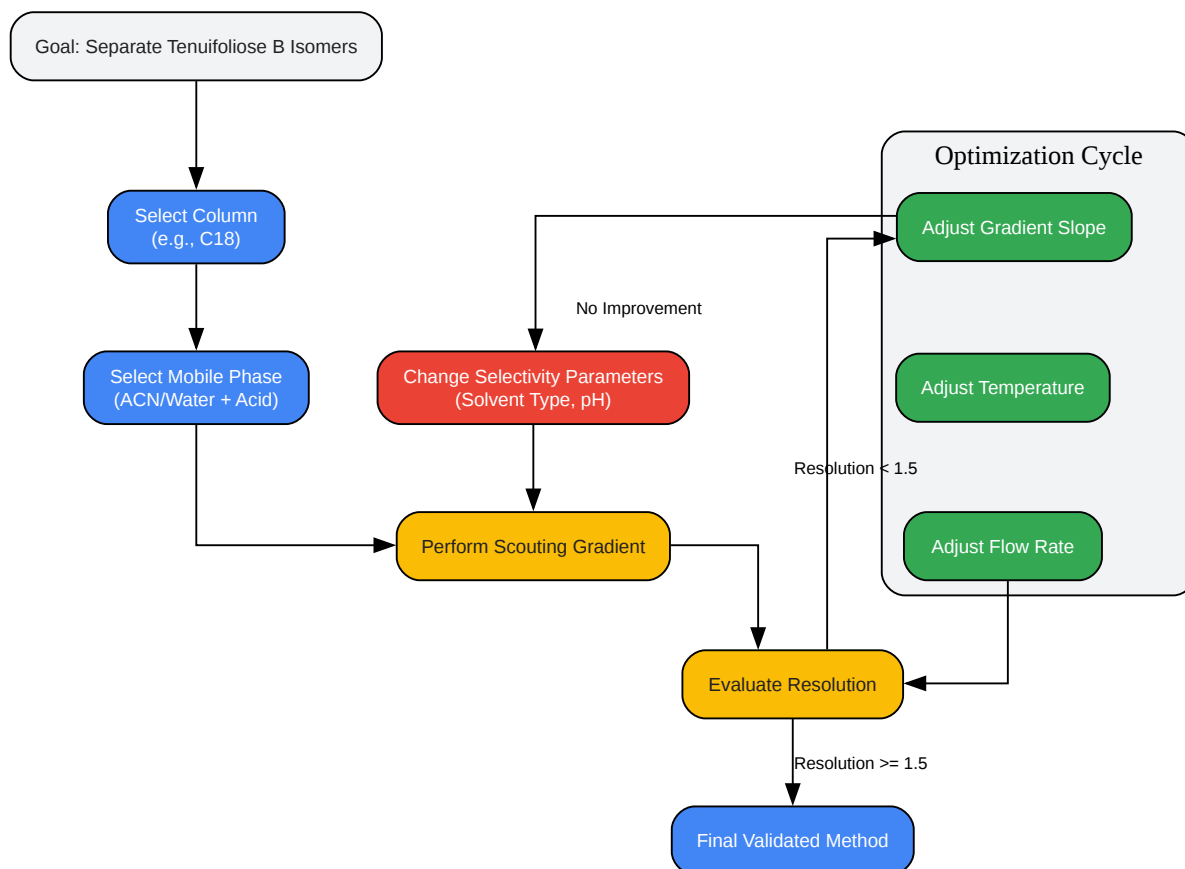 Goal: Separate Tenuifoliose B Isomers
Optimization Cycle
Select Column
(e.g., C18)
Adjust Gradient Slope
No Improvement
Select Mobile Phase
(ACN/Water + Acid)
Change Selectivity Parameters
(Solvent Type, pH)
Adjust Temperature
Resolution < 1.5
Perform Scouting Gradient
Adjust Flow Rate
Evaluate Resolution
Resolution >= 1.5
Final Validated Method